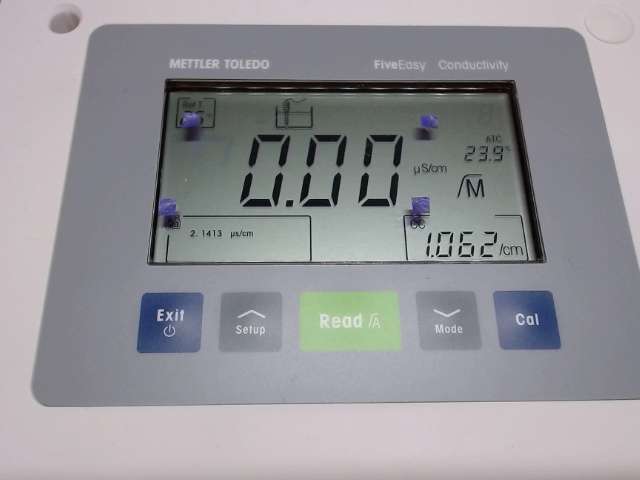 METTLER TOLEDO
FiveEasy Conductivity
ATC
0.00 µS/cm
23.9°
M
2.1413 µs/cm
1.062/cm
Exit
Setup
Read A
Mode
Cal